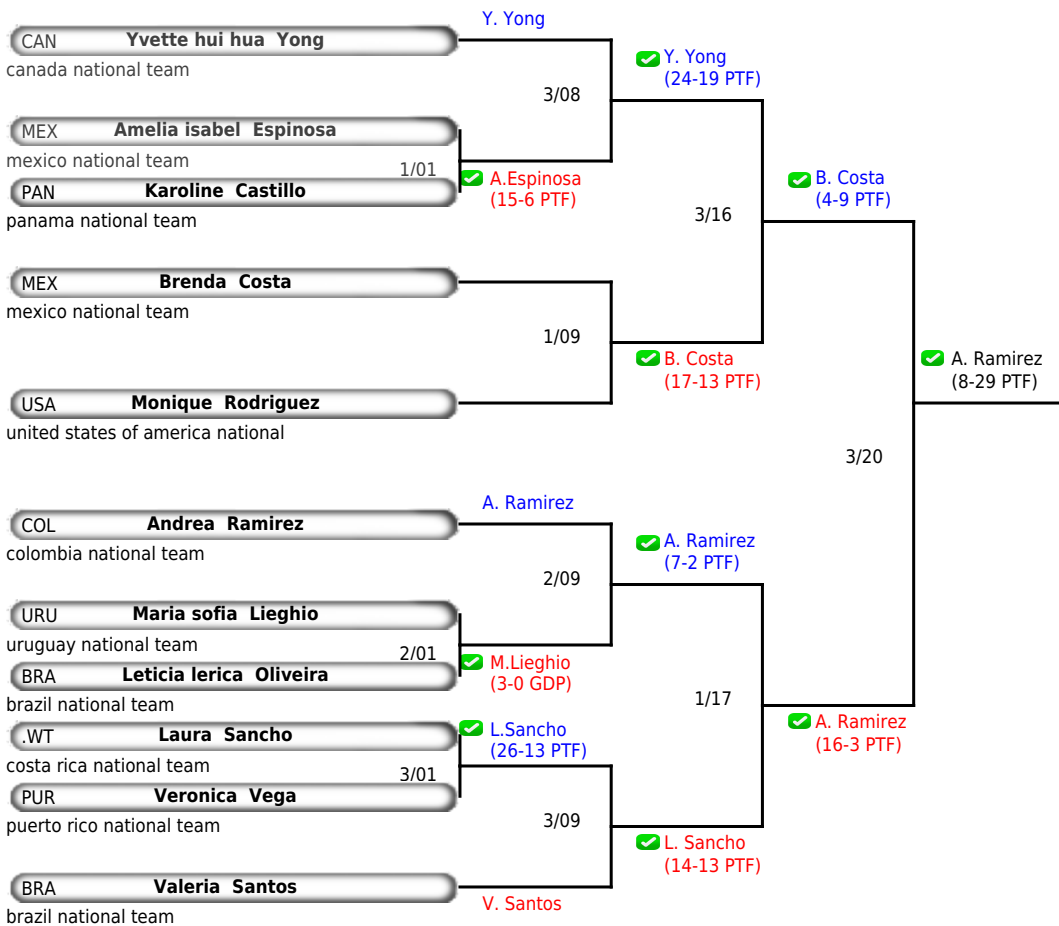 Y. Yong
CAN Yvette hui hua Yong
canada national team
Y. Yong
(24-19 PTF)
3/08
MEX Amelia isabel Espinosa
mexico national team
1/01
A.Espinosa
(15-6 PTF)
PAN Karoline Castillo
panama national team
B. Costa
(4-9 PTF)
3/16
MEX Brenda Costa
mexico national team
1/09
B. Costa
(17-13 PTF)
A. Ramirez
(8-29 PTF)
USA Monique Rodriguez
united states of america national
3/20
A. Ramirez
COL Andrea Ramirez
colombia national team
A. Ramirez
(7-2 PTF)
2/09
URU Maria sofia Lieghio
uruguay national team
2/01
M.Lieghio
(3-0 GDP)
BRA Leticia lerica Oliveira
brazil national team
1/17
A. Ramirez
(16-3 PTF)
.WT Laura Sancho
L.Sancho
(26-13 PTF)
costa rica national team
3/01
PUR Veronica Vega
puerto rico national team
3/09
L. Sancho
(14-13 PTF)
BRA Valeria Santos
V. Santos
brazil national team